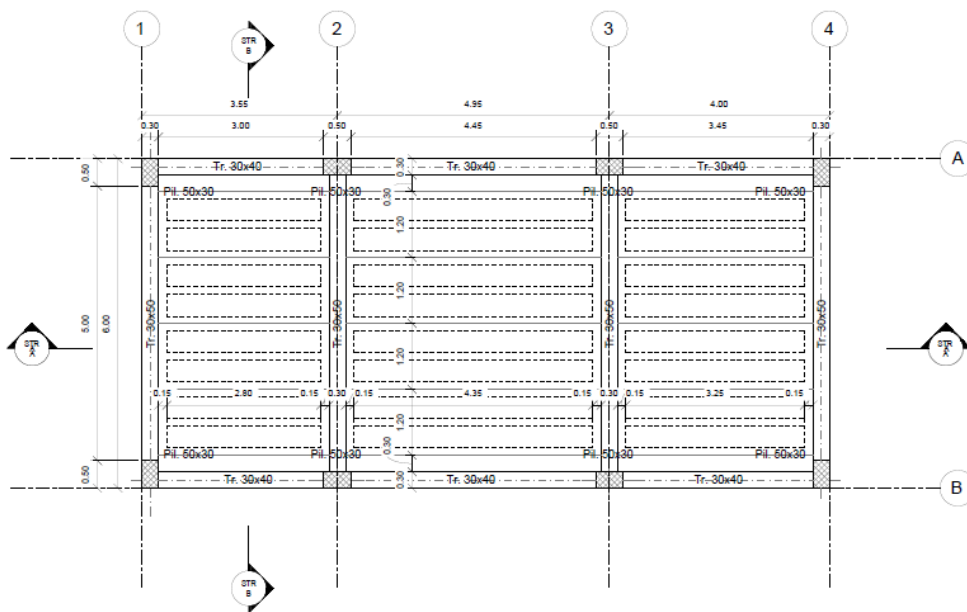 1
2
3
4
STR
B
3.55
4.95
4.00
0.30
3.00
0.50
4.45
0.50
3.45
0.30
A
0.50
Tr. 30x40
Tr. 30x40
0.30
Tr. 30x40
Pil. 50x30
Pil. 50x30
0.30
Pil. 50x30
Pil. 50x30
1.20
5.00
6.00
Tr. 30x50
Tr. 30x50
1.20
Tr. 30x50
Tr. 30x50
STR
A
STR
A
1.20
0.15
2.80
0.15
0.30
0.15
4.35
0.15
0.30
0.15
3.25
0.15
1.20
0.30
Pil. 50x30
Pil. 50x30
Pil. 50x30
Pil. 50x30
0.50
Tr. 30x40
Tr. 30x40
0.30
Tr. 30x40
B
STR
B